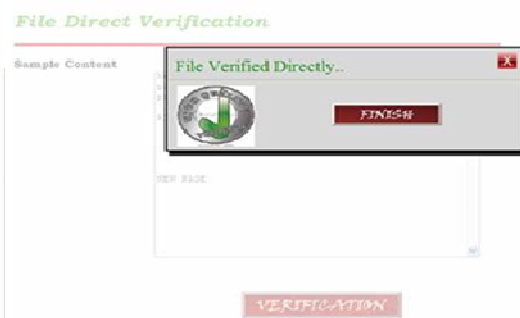 File Direct Verification
Sample Content
File Verified Directly..
X
FINISH
VERIFICATION